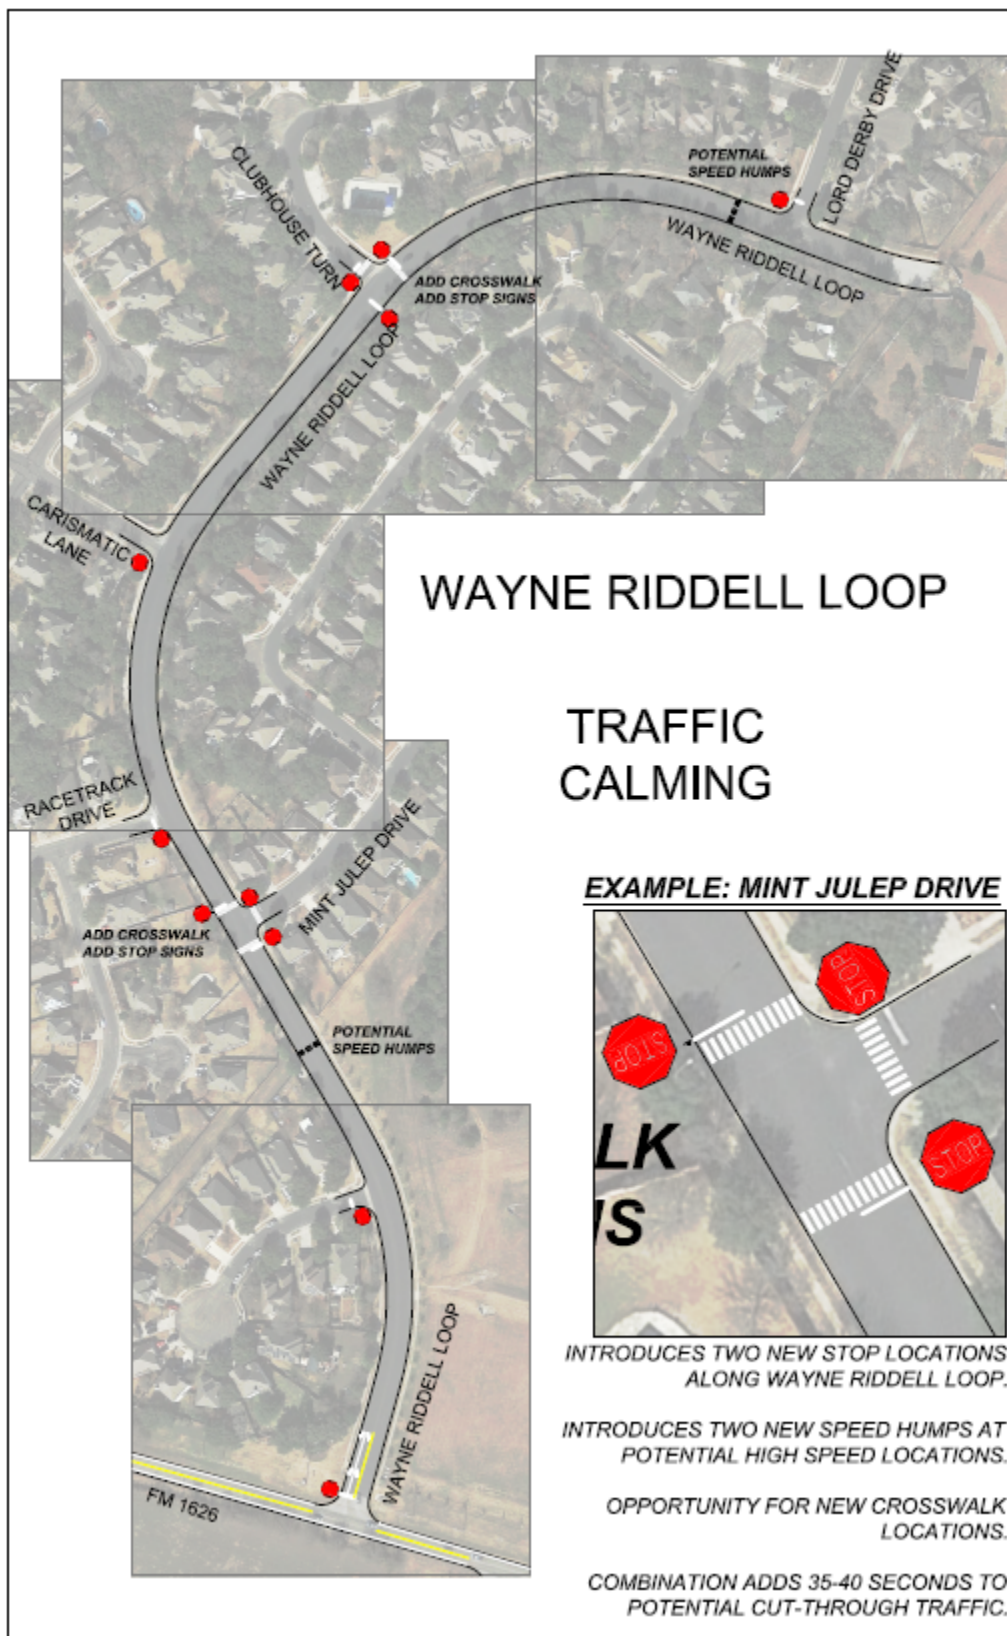 POTENTIAL
SPEED HUMPS
LORD DERBY DRIVE
WAYNE RIDDELL LOOP
CLUBHOUSE TURN
ADD CROSSWALK
ADD STOP SIGNS
WAYNE RIDDELL LOOP
CARISMATIC
LANE
WAYNE RIDDELL LOOP
TRAFFIC
CALMING
RACETRACK
DRIVE
MINT JULEP DRIVE
ADD CROSSWALK
ADD STOP SIGNS
POTENTIAL
SPEED HUMPS
WAYNE RIDDELL LOOP
FM 1626
EXAMPLE: MINT JULEP DRIVE
STOP
STOP
STOP
LK
IS
INTRODUCES TWO NEW STOP LOCATIONS
ALONG WAYNE RIDDELL LOOP.
INTRODUCES TWO NEW SPEED HUMPS AT
POTENTIAL HIGH SPEED LOCATIONS.
OPPORTUNITY FOR NEW CROSSWALK
LOCATIONS.
COMBINATION ADDS 35-40 SECONDS TO
POTENTIAL CUT-THROUGH TRAFFIC.